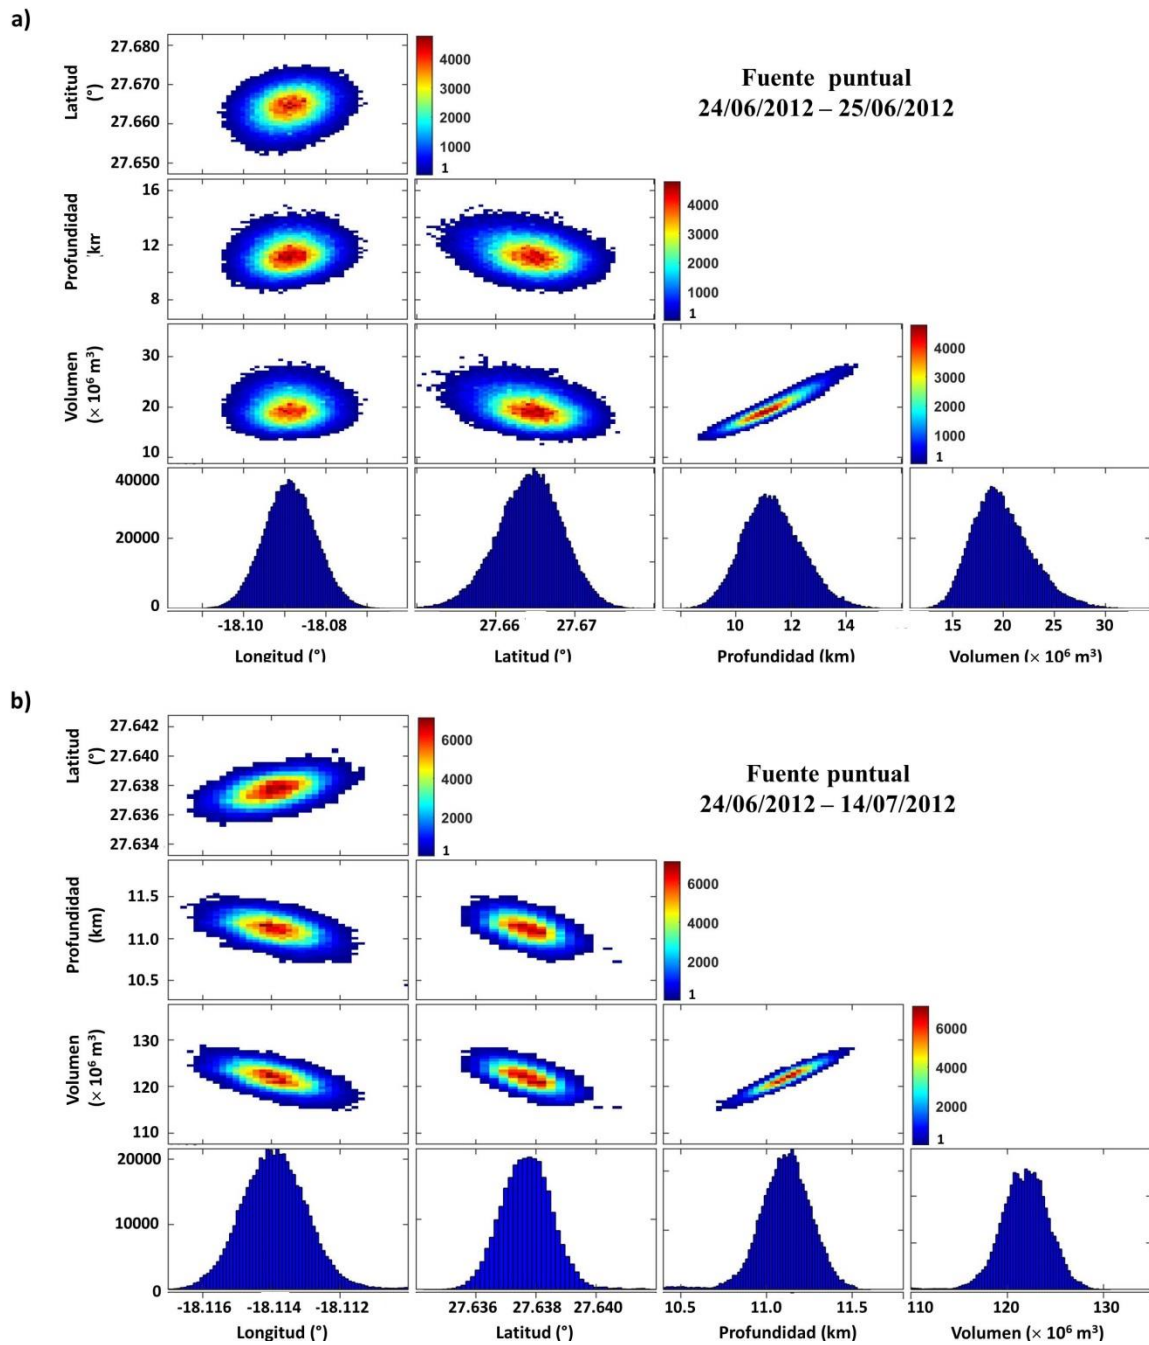 a)
27.680
27.670
27.660
27.650
Latitud
(°)
4000
3000
2000
1000
1
Fuente puntual
24/06/2012 – 25/06/2012
16
12
8
Profundidad
km
4000
3000
2000
1000
1
30
20
10
Volumen
(× 10⁶ m³)
4000
3000
2000
1000
1
40000
20000
0
-18.10 -18.08
27.66 27.67
10 12 14
15 20 25 30
Longitud (°)
Latitud (°)
Profundidad (km)
Volumen (× 10⁶ m³)
b)
27.642
27.640
27.638
27.636
27.634
Latitud
(°)
6000
4000
2000
1
Fuente puntual
24/06/2012 – 14/07/2012
11.5
11.0
10.5
Profundidad
(km)
6000
4000
2000
1
130
120
110
Volumen
(× 10⁶ m³)
6000
4000
2000
1
20000
10000
0
-18.116 -18.114 -18.112
27.636 27.638 27.640
10.5 11.0 11.5
110 120 130
Longitud (°)
Latitud (°)
Profundidad (km)
Volumen (× 10⁶ m³)